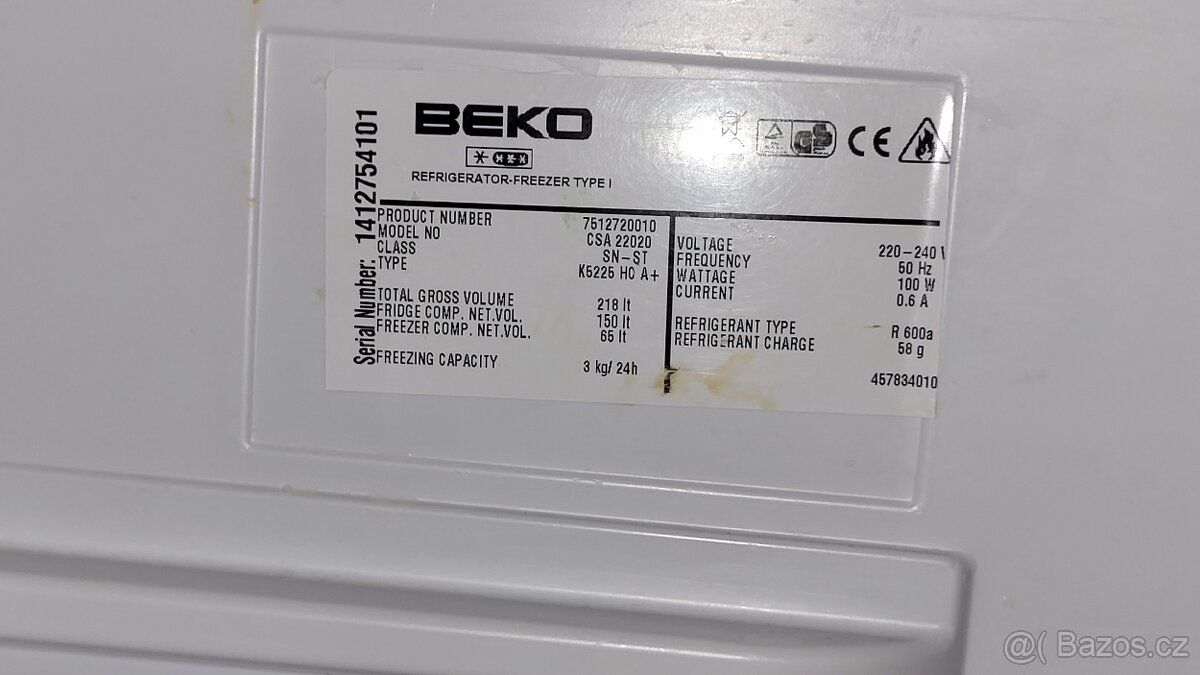 BEKO
REFRIGERATOR-FREEZER TYPE I
Serial Number: 1412754101
PRODUCT NUMBER 7512720010
MODEL NO CSA 22020
CLASS SN-ST
TYPE K5225 HC A+
TOTAL GROSS VOLUME 218 lt
FRIDGE COMP. NET.VOL. 150 lt
FREEZER COMP. NET.VOL. 65 lt
FREEZING CAPACITY 3 kg/ 24h
CE
VOLTAGE 220-240 V
FREQUENCY 50 Hz
WATTAGE 100 W
CURRENT 0.6 A
REFRIGERANT TYPE R 600a
REFRIGERANT CHARGE 58 g
457834010
@( Bazos.cz